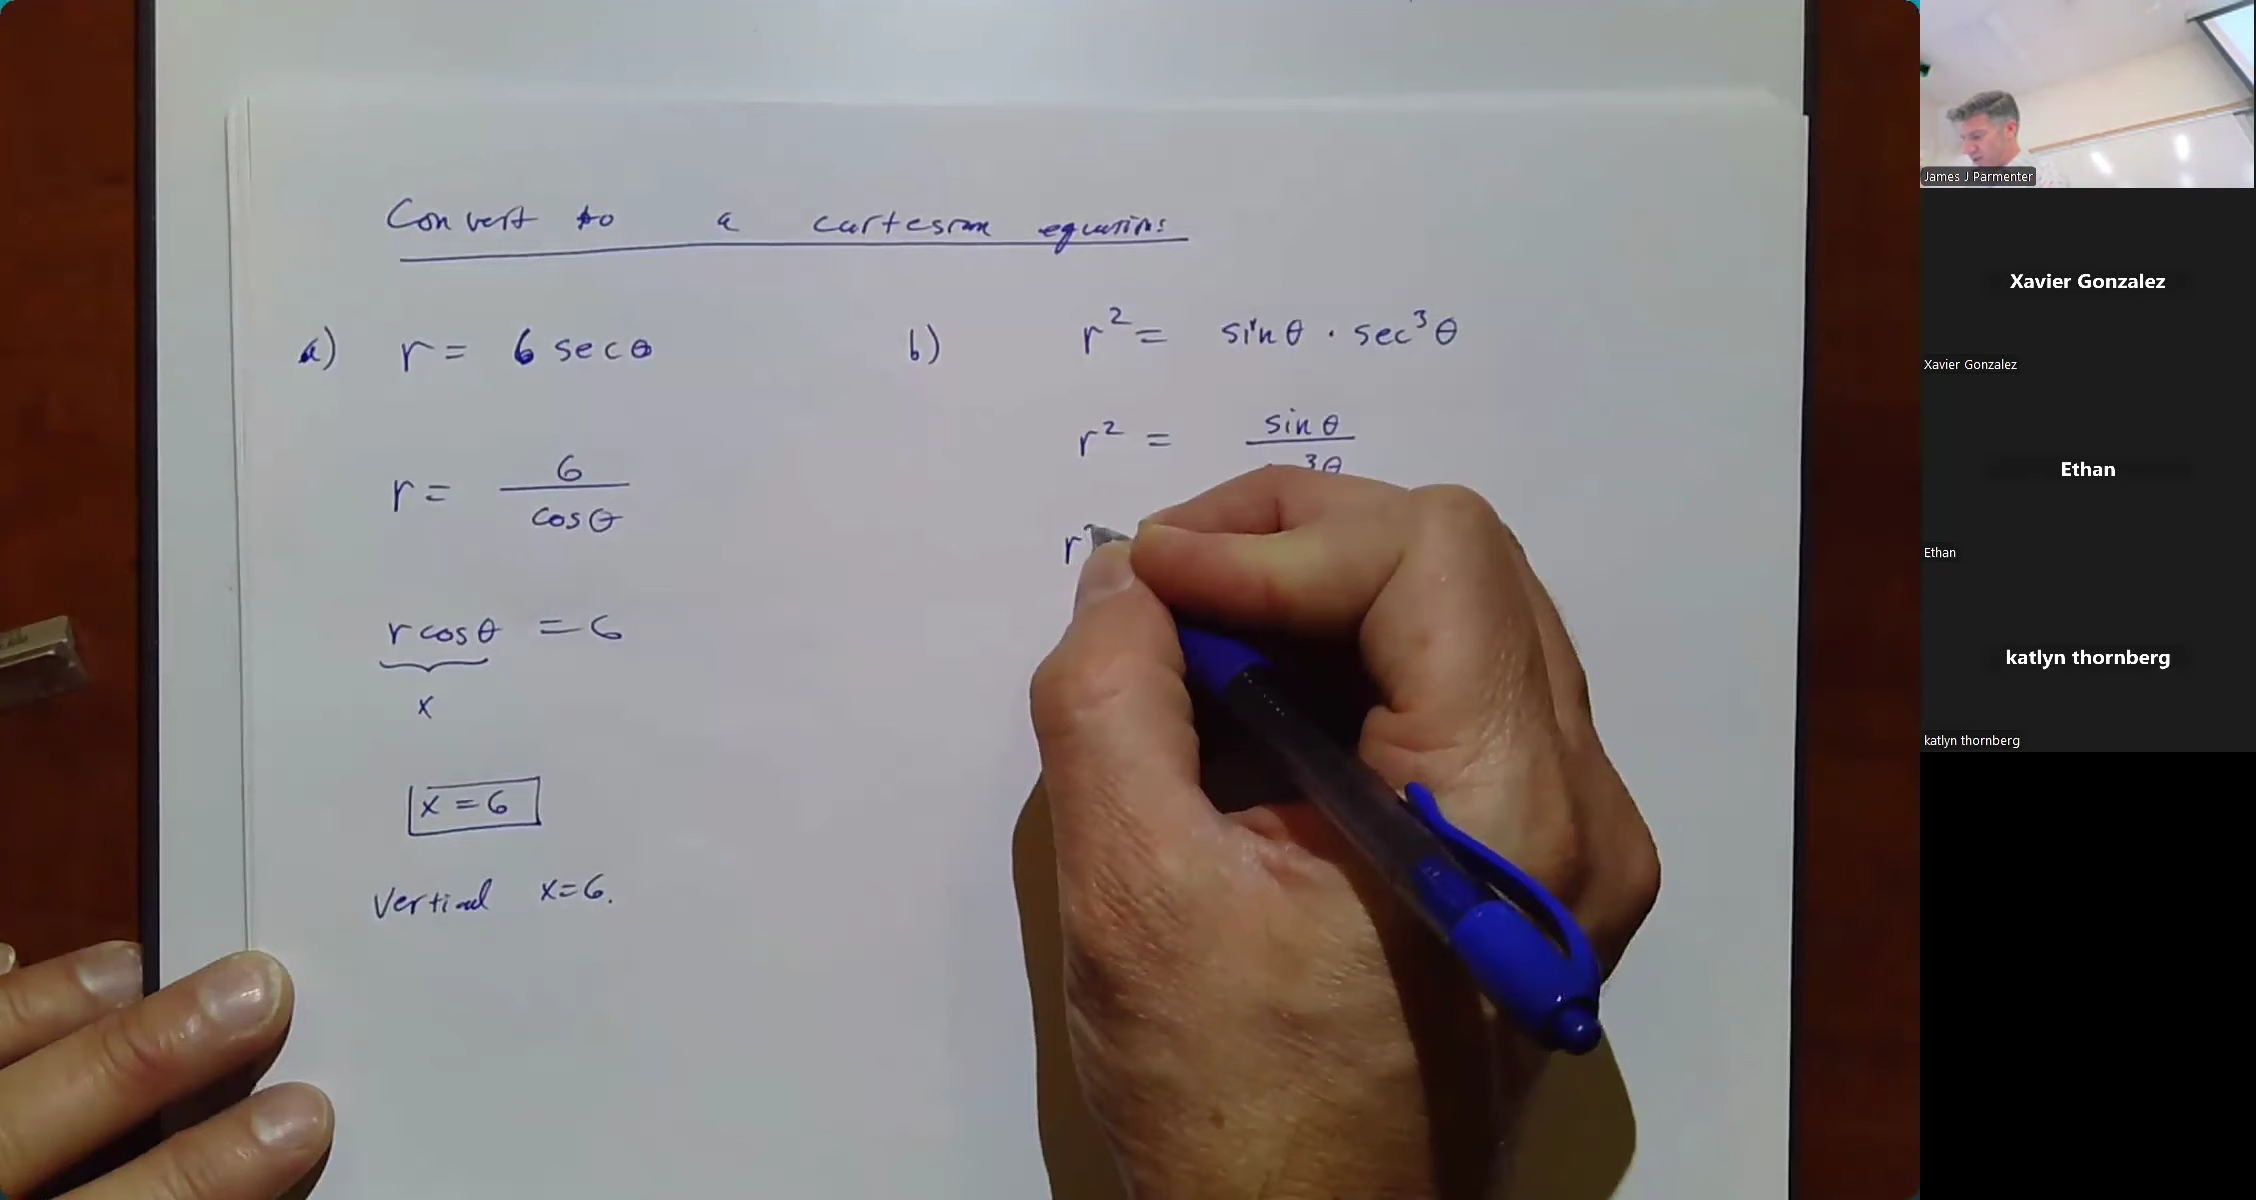 Convert to a cartesian equation:
a) r = 6 secθ
r = 6 / cosθ
r cosθ = 6
x
x = 6
Vertical x=6.
b) r² = sinθ · sec³θ
r² = sinθ / ³θ
r
James J Parmenter
Xavier Gonzalez
Xavier Gonzalez
Ethan
Ethan
katlyn thornberg
katlyn thornberg